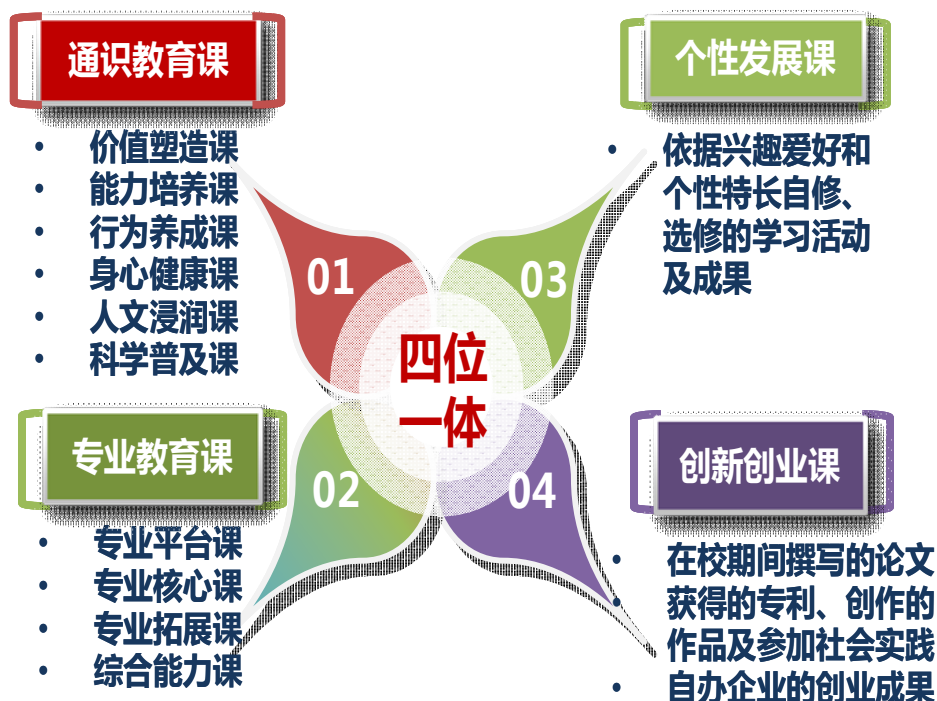 通识教育课
• 价值塑造课
• 能力培养课
• 行为养成课
• 身心健康课
• 人文浸润课
• 科学普及课
个性发展课
• 依据兴趣爱好和
个性特长自修、
选修的学习活动
及成果
01
03
四位
一体
02
04
专业教育课
• 专业平台课
• 专业核心课
• 专业拓展课
• 综合能力课
创新创业课
• 在校期间撰写的论文
• 获得的专利、创作的
作品及参加社会实践
• 自办企业的创业成果